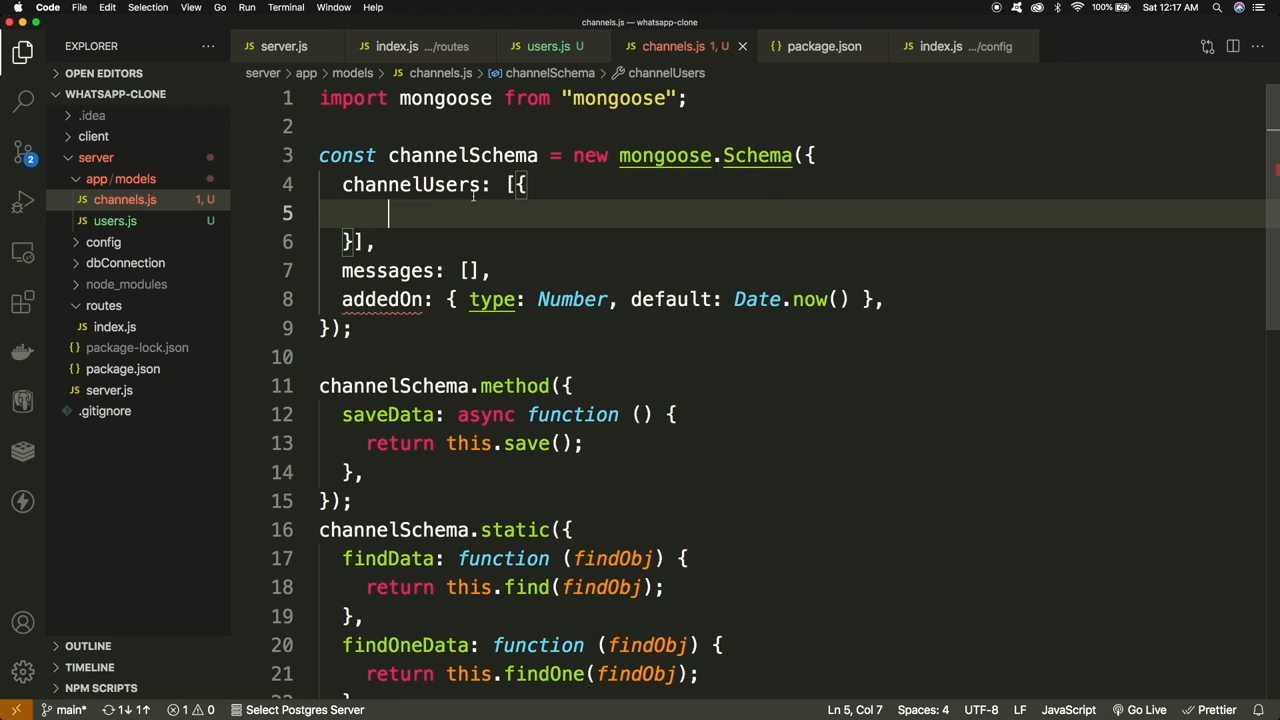 Code File Edit Selection View Go Run Terminal Window Help
100% Sat 12:17 AM
channels.js — whatsapp-clone
EXPLORER
server.js
index.js .../routes
users.js U
channels.js 1, U
package.json
index.js .../config
OPEN EDITORS
WHATSAPP-CLONE
.idea
client
server
app/models
channels.js 1, U
users.js U
config
dbConnection
node_modules
routes
index.js
package-lock.json
package.json
server.js
.gitignore
OUTLINE
TIMELINE
NPM SCRIPTS
2
server > app > models > JS channels.js > channelSchema > channelUsers
1 import mongoose from "mongoose";
2
3 const channelSchema = new mongoose.Schema({
4 channelUsers: [{
5
6 }],
7 messages: [],
8 addedOn: { type: Number, default: Date.now() },
9 });
10
11 channelSchema.method({
12 saveData: async function () {
13 return this.save();
14 },
15 });
16 channelSchema.static({
17 findData: function (findObj) {
18 return this.find(findObj);
19 },
20 findOneData: function (findObj) {
21 return this.findOne(findObj);
main* 1↓ 1↑ 1 0 Select Postgres Server
Ln 5, Col 7 Spaces: 4 UTF-8 LF JavaScript Go Live Prettier